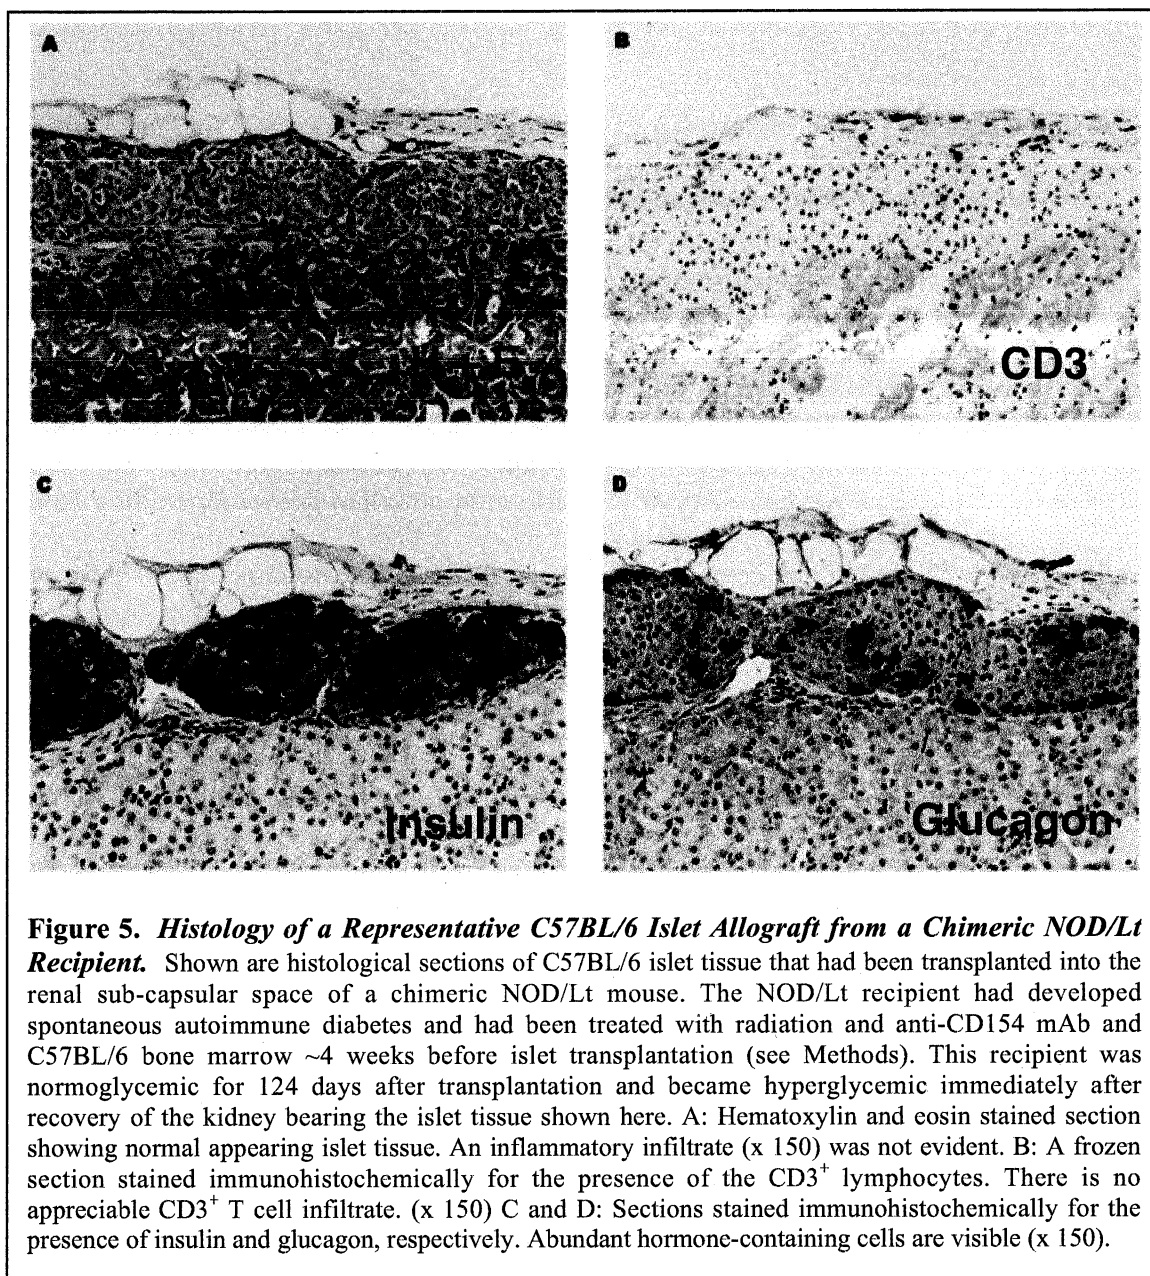 A
B
CD3
C
D
Insulin
Glucagon
Figure 5. Histology of a Representative C57BL/6 Islet Allograft from a Chimeric NOD/Lt
Recipient. Shown are histological sections of C57BL/6 islet tissue that had been transplanted into the
renal sub-capsular space of a chimeric NOD/Lt mouse. The NOD/Lt recipient had developed
spontaneous autoimmune diabetes and had been treated with radiation and anti-CD154 mAb and
C57BL/6 bone marrow ~4 weeks before islet transplantation (see Methods). This recipient was
normoglycemic for 124 days after transplantation and became hyperglycemic immediately after
recovery of the kidney bearing the islet tissue shown here. A: Hematoxylin and eosin stained section
showing normal appearing islet tissue. An inflammatory infiltrate (x 150) was not evident. B: A frozen
section stained immunohistochemically for the presence of the CD3⁺ lymphocytes. There is no
appreciable CD3⁺ T cell infiltrate. (x 150) C and D: Sections stained immunohistochemically for the
presence of insulin and glucagon, respectively. Abundant hormone-containing cells are visible (x 150).